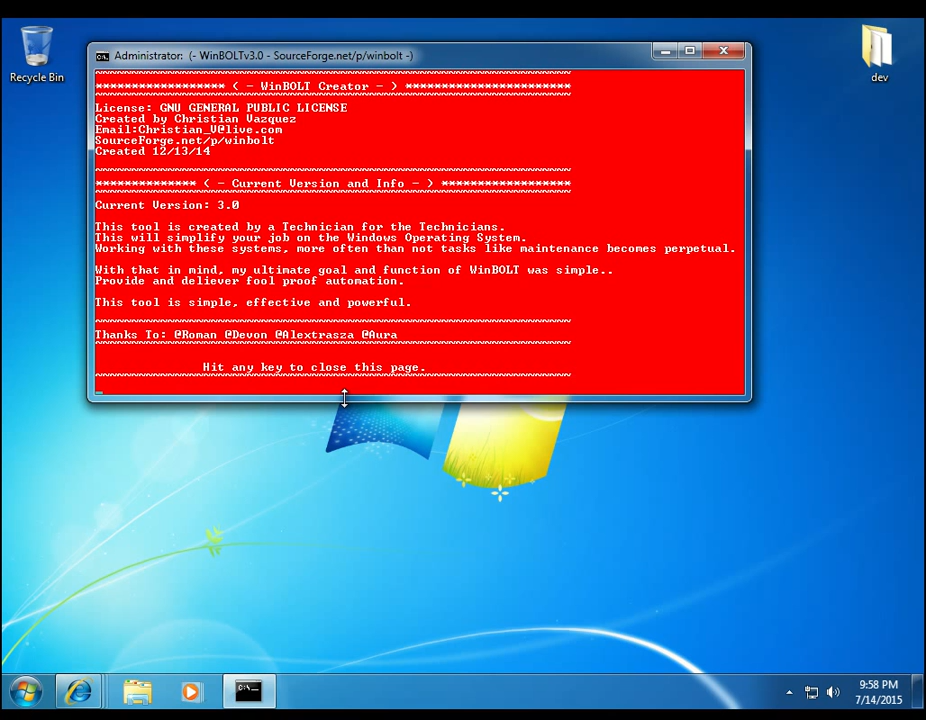 Recycle Bin
dev
Administrator: (- WinBOLTv3.0 - SourceForge.net/p/winbolt -)
~~~~~~~~~~~~~~~~~~~~~~~~~~~~~~~~~~~~~~~~~~~~~~~~~~~~~~~~~~~~~~~~~~
****************** ( - WinBOLT Creator - ) ***********************
~~~~~~~~~~~~~~~~~~~~~~~~~~~~~~~~~~~~~~~~~~~~~~~~~~~~~~~~~~~~~~~~~~
License: GNU GENERAL PUBLIC LICENSE
Created by Christian Vazquez
Email:Christian_V@live.com
SourceForge.net/p/winbolt
Created 12/13/14
~~~~~~~~~~~~~~~~~~~~~~~~~~~~~~~~~~~~~~~~~~~~~~~~~~~~~~~~~~~~~~~~~~
************** ( - Current Version and Info - ) ******************
~~~~~~~~~~~~~~~~~~~~~~~~~~~~~~~~~~~~~~~~~~~~~~~~~~~~~~~~~~~~~~~~~~
Current Version: 3.0
This tool is created by a Technician for the Technicians.
This will simplify your job on the Windows Operating System.
Working with these systems, more often than not tasks like maintenance becomes perpetual.
With that in mind, my ultimate goal and function of WinBOLT was simple..
Provide and deliever fool proof automation.
This tool is simple, effective and powerful.
~~~~~~~~~~~~~~~~~~~~~~~~~~~~~~~~~~~~~~~~~~~~~~~~~~~~~~~~~~~~~~~~~~
Thanks To: @Roman @Devon @Alextrasza @Aura
~~~~~~~~~~~~~~~~~~~~~~~~~~~~~~~~~~~~~~~~~~~~~~~~~~~~~~~~~~~~~~~~~~
Hit any key to close this page.
~~~~~~~~~~~~~~~~~~~~~~~~~~~~~~~~~~~~~~~~~~~~~~~~~~~~~~~~~~~~~~~~~~
9:58 PM
7/14/2015